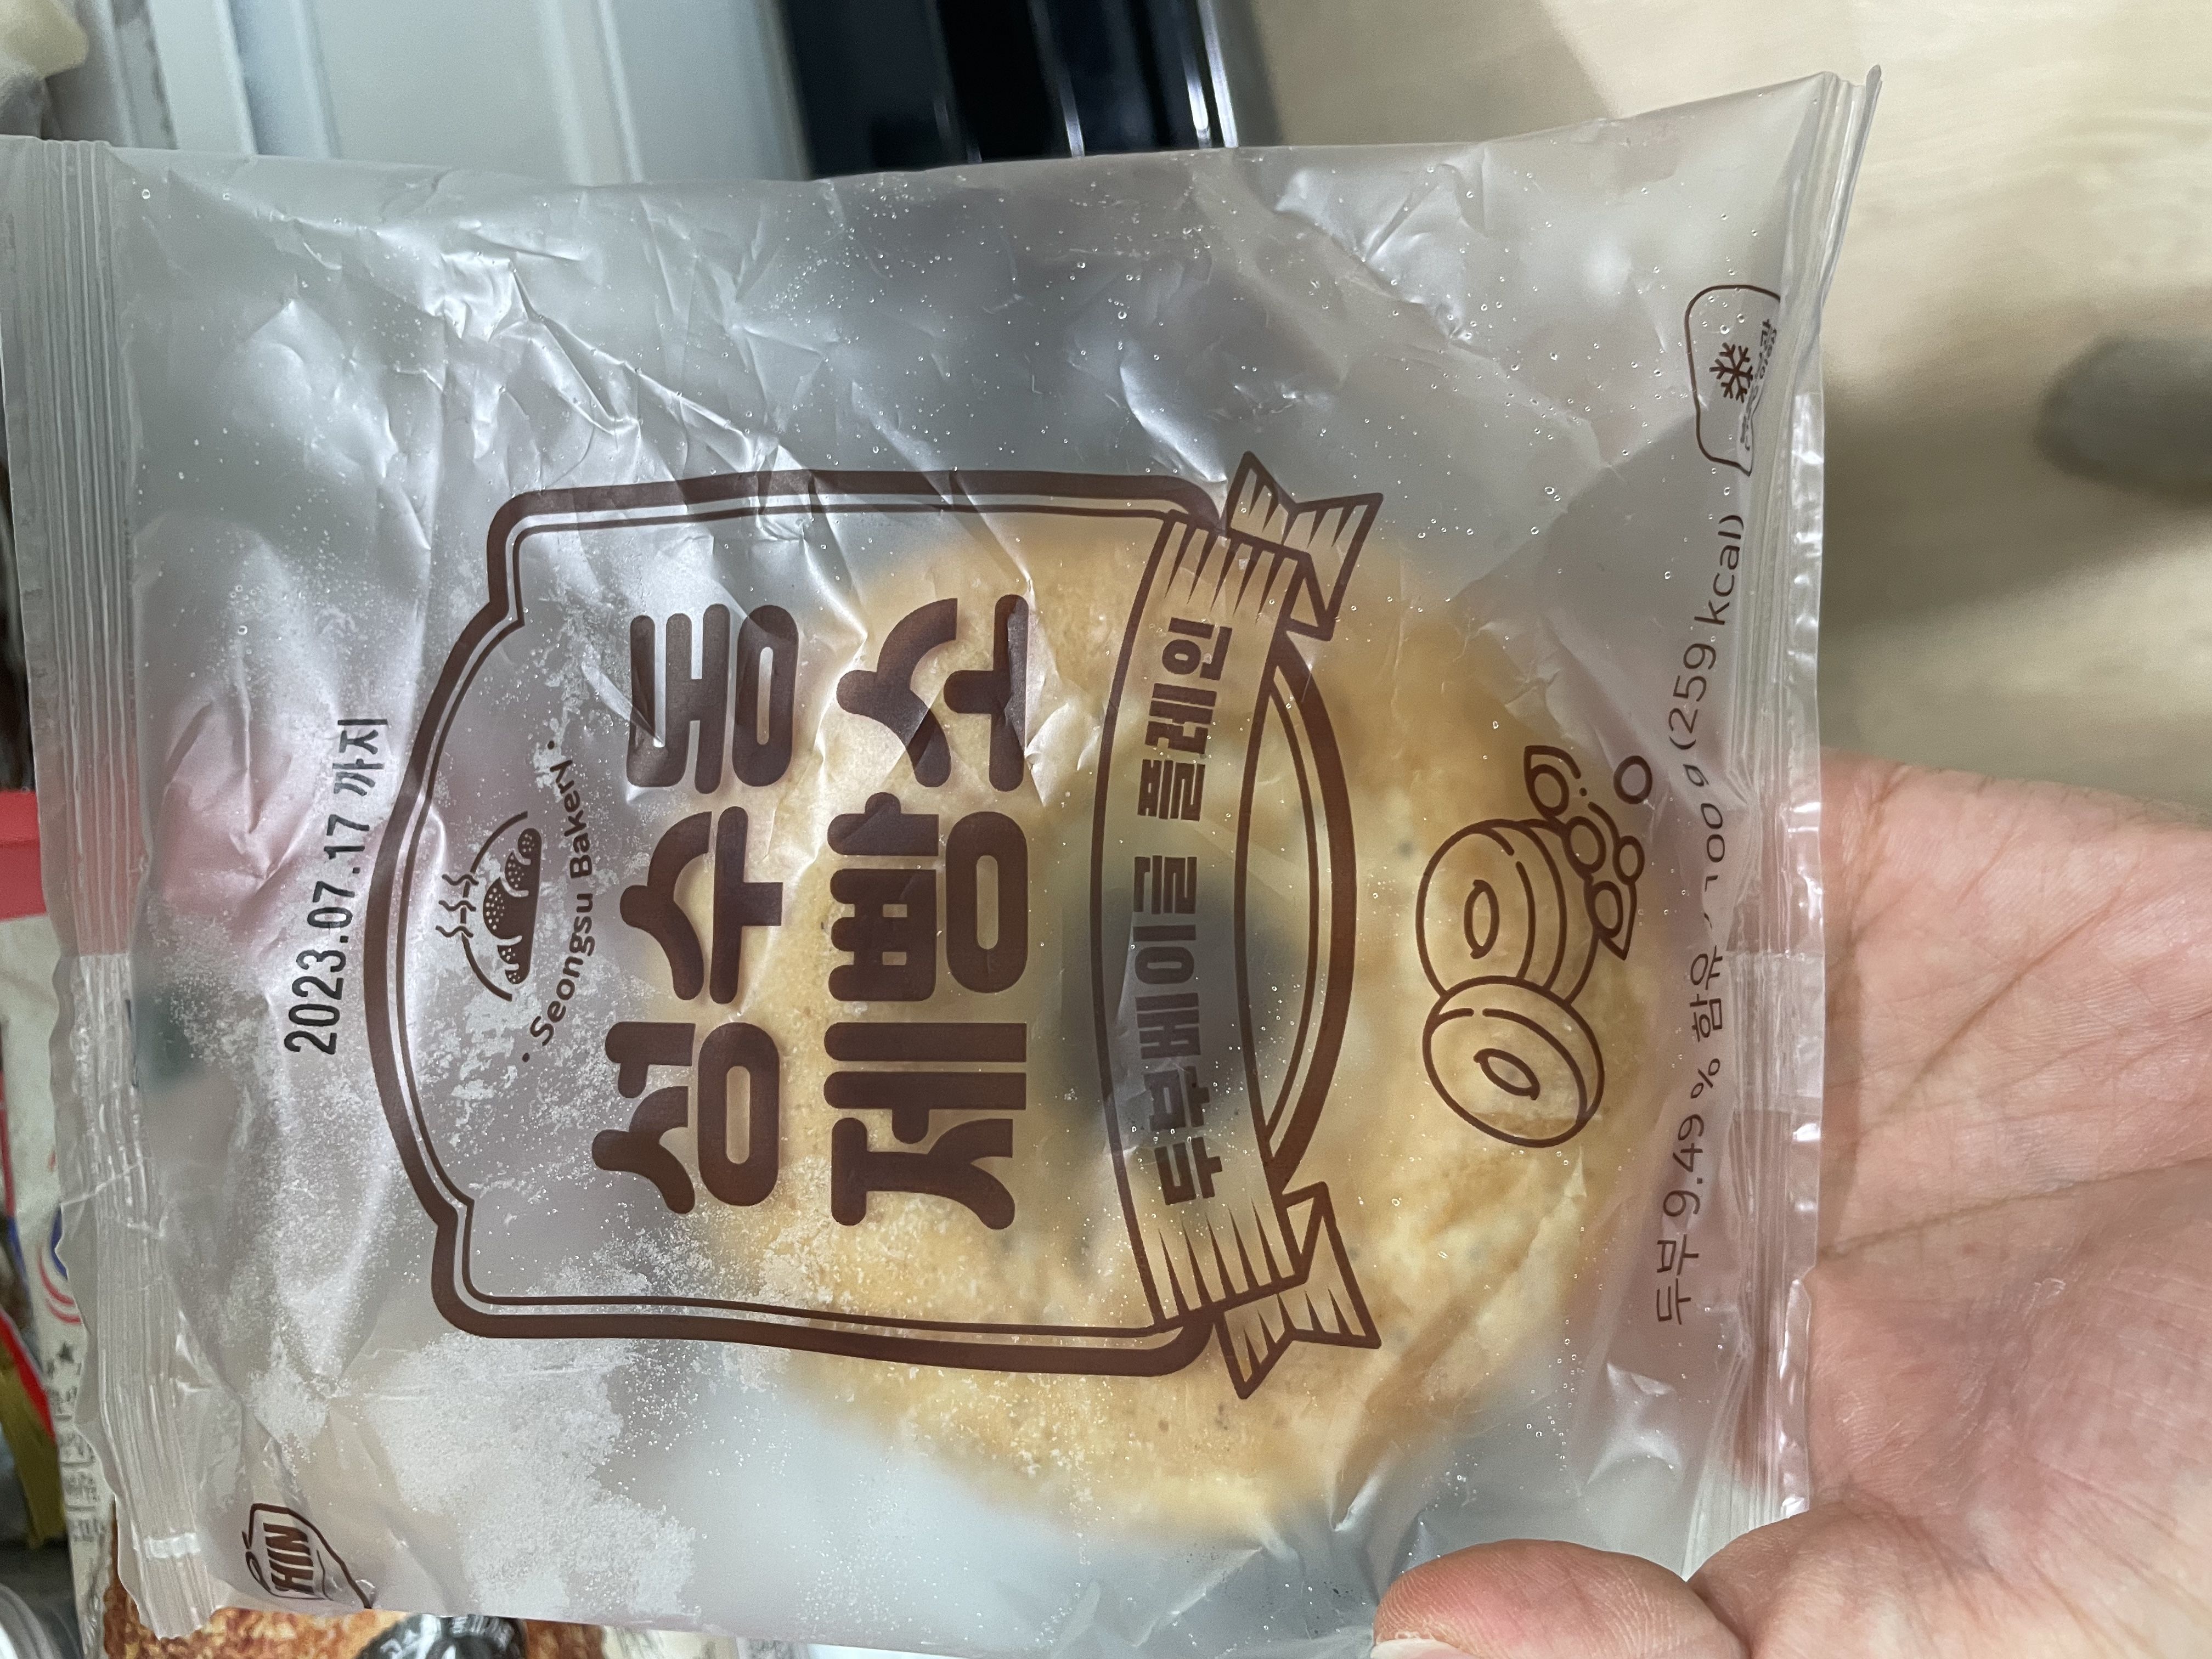 2023.07.17 까지
· Seongsu Bakery ·
성수동
제빵소
두부베이글 플레인
두부 9.49 % 함유 / 100 g (259 kcal)